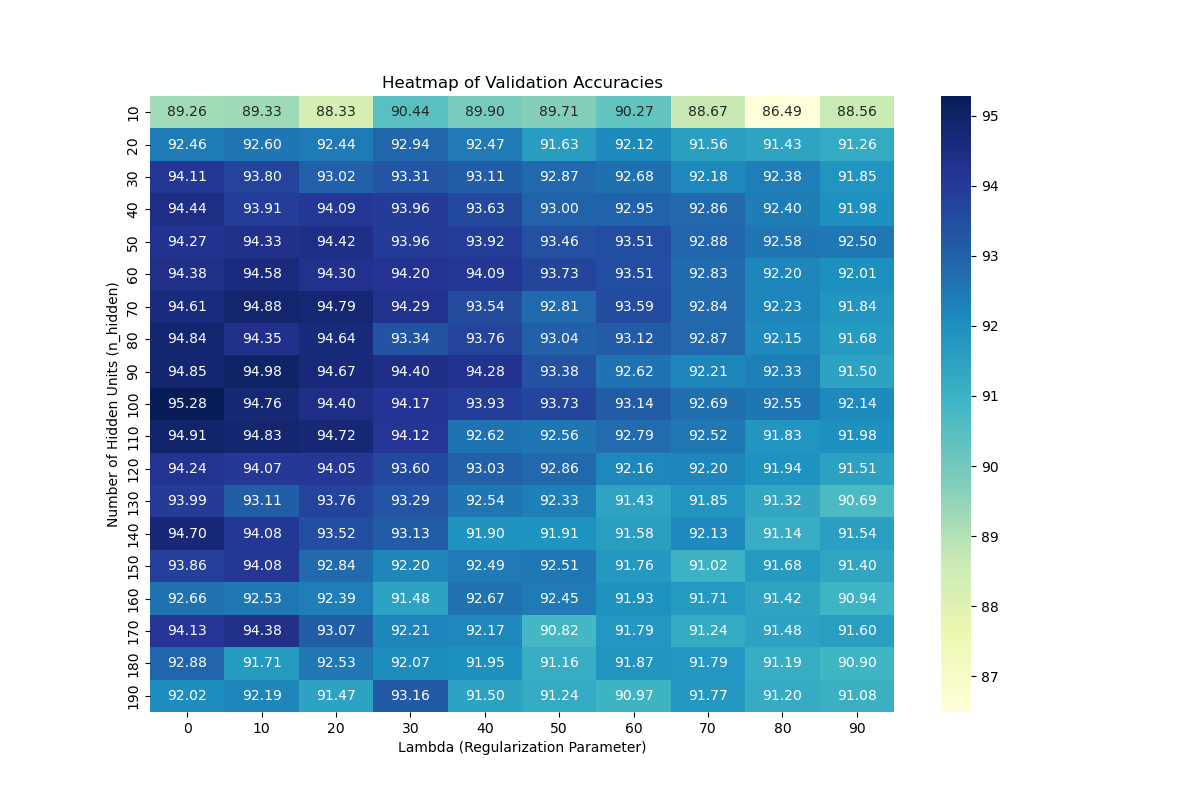 Heatmap of Validation Accuracies
10 89.26 89.33 88.33 90.44 89.90 89.71 90.27 88.67 86.49 88.56
20 92.46 92.60 92.44 92.94 92.47 91.63 92.12 91.56 91.43 91.26
30 94.11 93.80 93.02 93.31 93.11 92.87 92.68 92.18 92.38 91.85
40 94.44 93.91 94.09 93.96 93.63 93.00 92.95 92.86 92.40 91.98
50 94.27 94.33 94.42 93.96 93.92 93.46 93.51 92.88 92.58 92.50
60 94.38 94.58 94.30 94.20 94.09 93.73 93.51 92.83 92.20 92.01
70 94.61 94.88 94.79 94.29 93.54 92.81 93.59 92.84 92.23 91.84
80 94.84 94.35 94.64 93.34 93.76 93.04 93.12 92.87 92.15 91.68
90 94.85 94.98 94.67 94.40 94.28 93.38 92.62 92.21 92.33 91.50
100 95.28 94.76 94.40 94.17 93.93 93.73 93.14 92.69 92.55 92.14
110 94.91 94.83 94.72 94.12 92.62 92.56 92.79 92.52 91.83 91.98
120 94.24 94.07 94.05 93.60 93.03 92.86 92.16 92.20 91.94 91.51
130 93.99 93.11 93.76 93.29 92.54 92.33 91.43 91.85 91.32 90.69
140 94.70 94.08 93.52 93.13 91.90 91.91 91.58 92.13 91.14 91.54
150 93.86 94.08 92.84 92.20 92.49 92.51 91.76 91.02 91.68 91.40
160 92.66 92.53 92.39 91.48 92.67 92.45 91.93 91.71 91.42 90.94
170 94.13 94.38 93.07 92.21 92.17 90.82 91.79 91.24 91.48 91.60
180 92.88 91.71 92.53 92.07 91.95 91.16 91.87 91.79 91.19 90.90
190 92.02 92.19 91.47 93.16 91.50 91.24 90.97 91.77 91.20 91.08
0 10 20 30 40 50 60 70 80 90
Lambda (Regularization Parameter)
Number of Hidden Units (n_hidden)
95
94
93
92
91
90
89
88
87